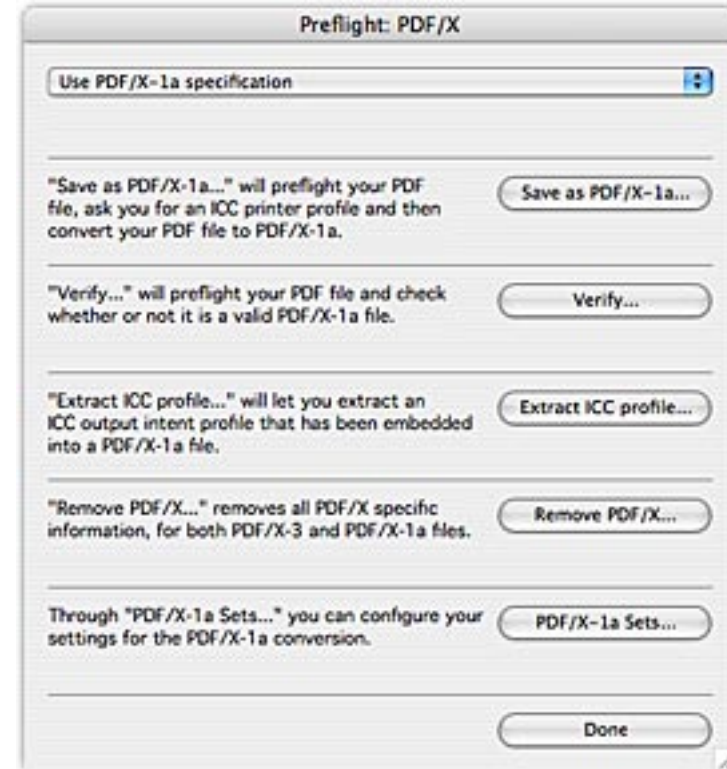 Preflight: PDF/X
Use PDF/X-1a specification
"Save as PDF/X-1a..." will preflight your PDF
file, ask you for an ICC printer profile and then
convert your PDF file to PDF/X-1a.
Save as PDF/X-1a...
"Verify..." will preflight your PDF file and check
whether or not it is a valid PDF/X-1a file.
Verify...
"Extract ICC profile..." will let you extract an
ICC output intent profile that has been embedded
into a PDF/X-1a file.
Extract ICC profile...
"Remove PDF/X..." removes all PDF/X specific
information, for both PDF/X-3 and PDF/X-1a files.
Remove PDF/X...
Through "PDF/X-1a Sets..." you can configure your
settings for the PDF/X-1a conversion.
PDF/X-1a Sets...
Done